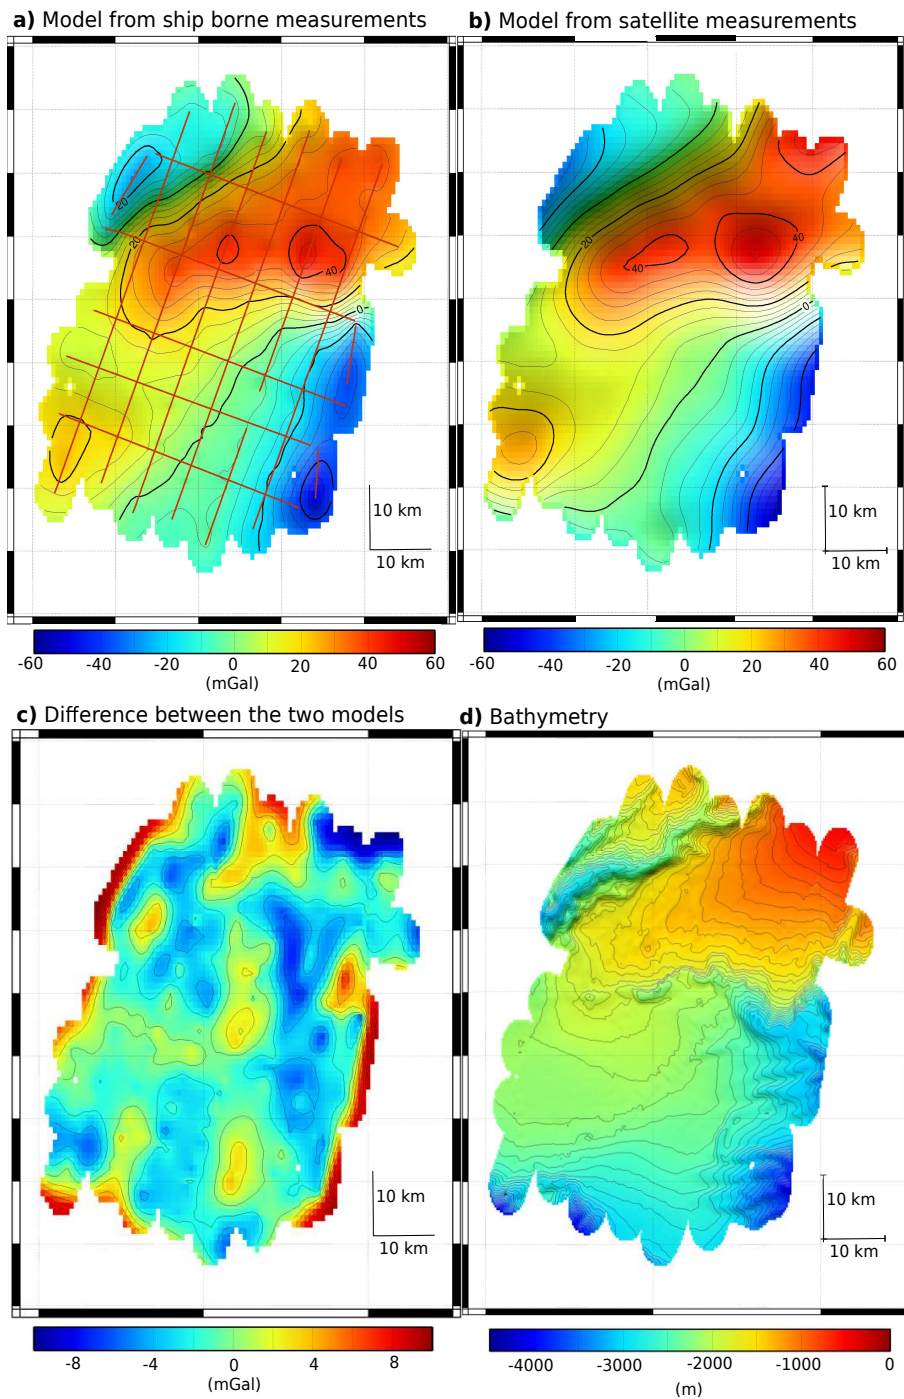 a) Model from ship borne measurements
b) Model from satellite measurements
20
20
40
0
10 km
10 km
20
40
40
0
10 km
10 km
-60 -40 -20 0 20 40 60
(mGal)
-60 -40 -20 0 20 40 60
(mGal)
c) Difference between the two models
d) Bathymetry
10 km
10 km
10 km
10 km
-8 -4 0 4 8
(mGal)
-4000 -3000 -2000 -1000 0
(m)